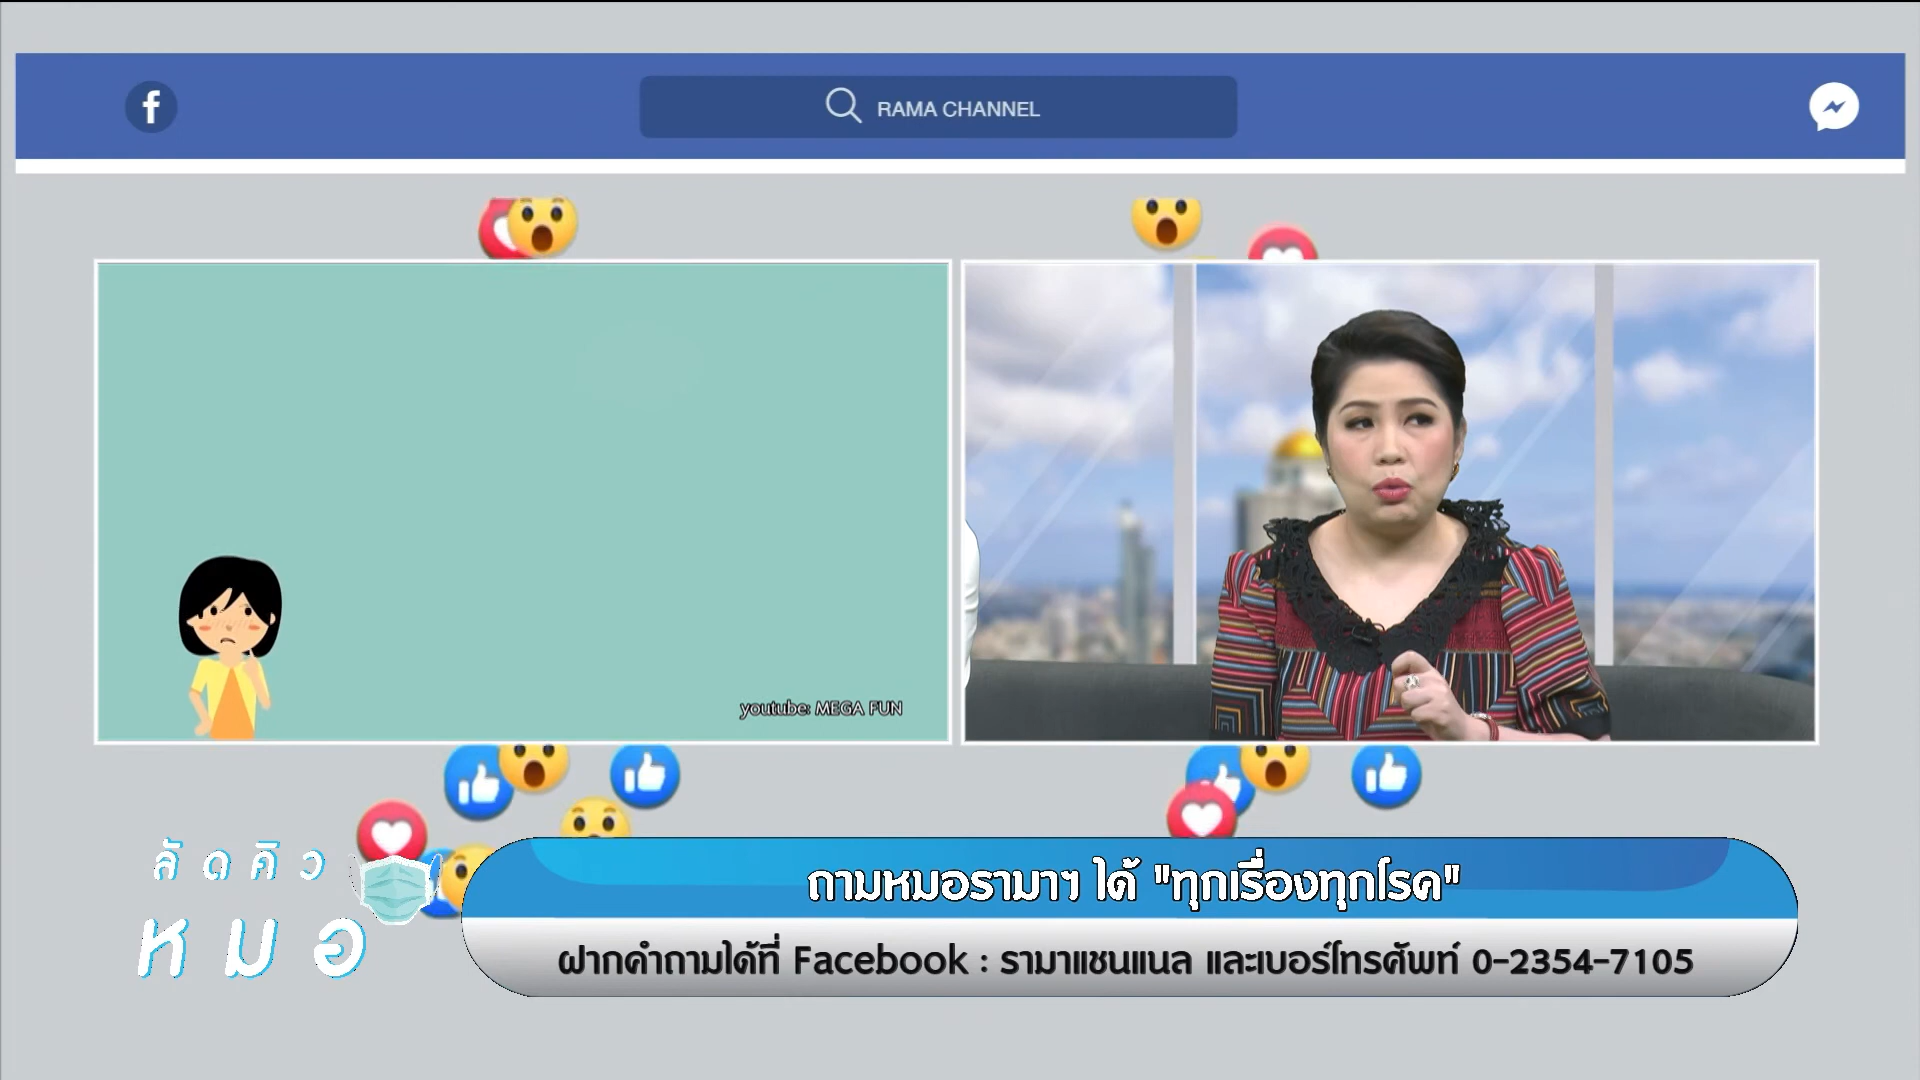 f
RAMA CHANNEL
youtube: MEGA FUN
ลัดคิว
หมอ
ถามหมอรามาฯ ได้ "ทุกเรื่องทุกโรค"
ฝากคำถามได้ที่ Facebook : รามาแชนแนล และเบอร์โทรศัพท์ 0-2354-7105